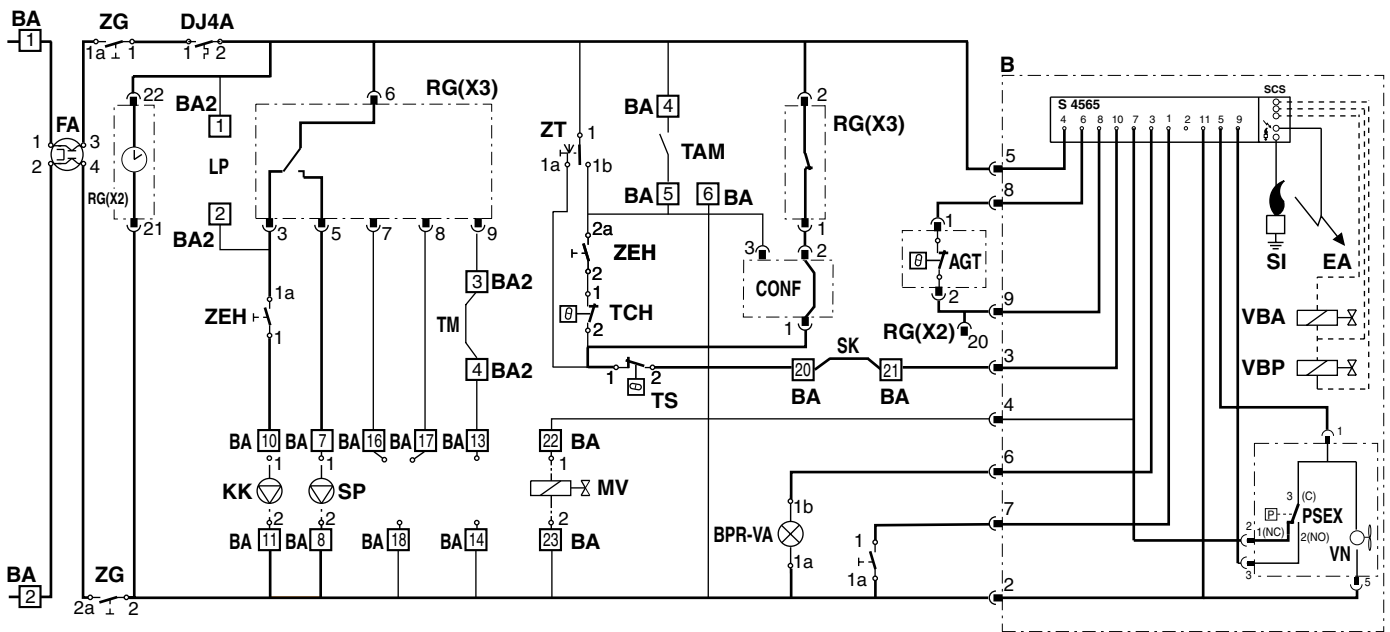 BA ZG DJ4A
1 1a 1 1 2
B
SCS
22 6 RG(X3) 2
BA2 BA 4 S 4565
1 4 6 8 10 7 3 1 2 11 5 9
FA ZT 1 RG(X3)
1 3 TAM
2 4 1a 1b 5
LP
RG(X2) BA 5 6 BA 8
2 1
21 3 5 7 8 9 1
BA2 2a 3 2
ZEH AGT SI EA
θ
3 BA2 2 CONF
1a 1 2 9
ZEH TM θ TCH RG(X2) 20 VBA
1 2 1
SK 3
4 BA2 1 2 20 21 VBP
θ TS BA BA
4
BA 10 BA 7 BA 16 BA 17 BA 13 22 BA 1
1 1 1 6
KK SP MV 1b 7 3 (C)
P PSEX
2 2 2 BPR-VA 1 2 1(NC) 2(NO) VN
BA 11 BA 8 BA 18 BA 14 23 BA 3
1a 1a 5
BA ZG 2
2 2a 2